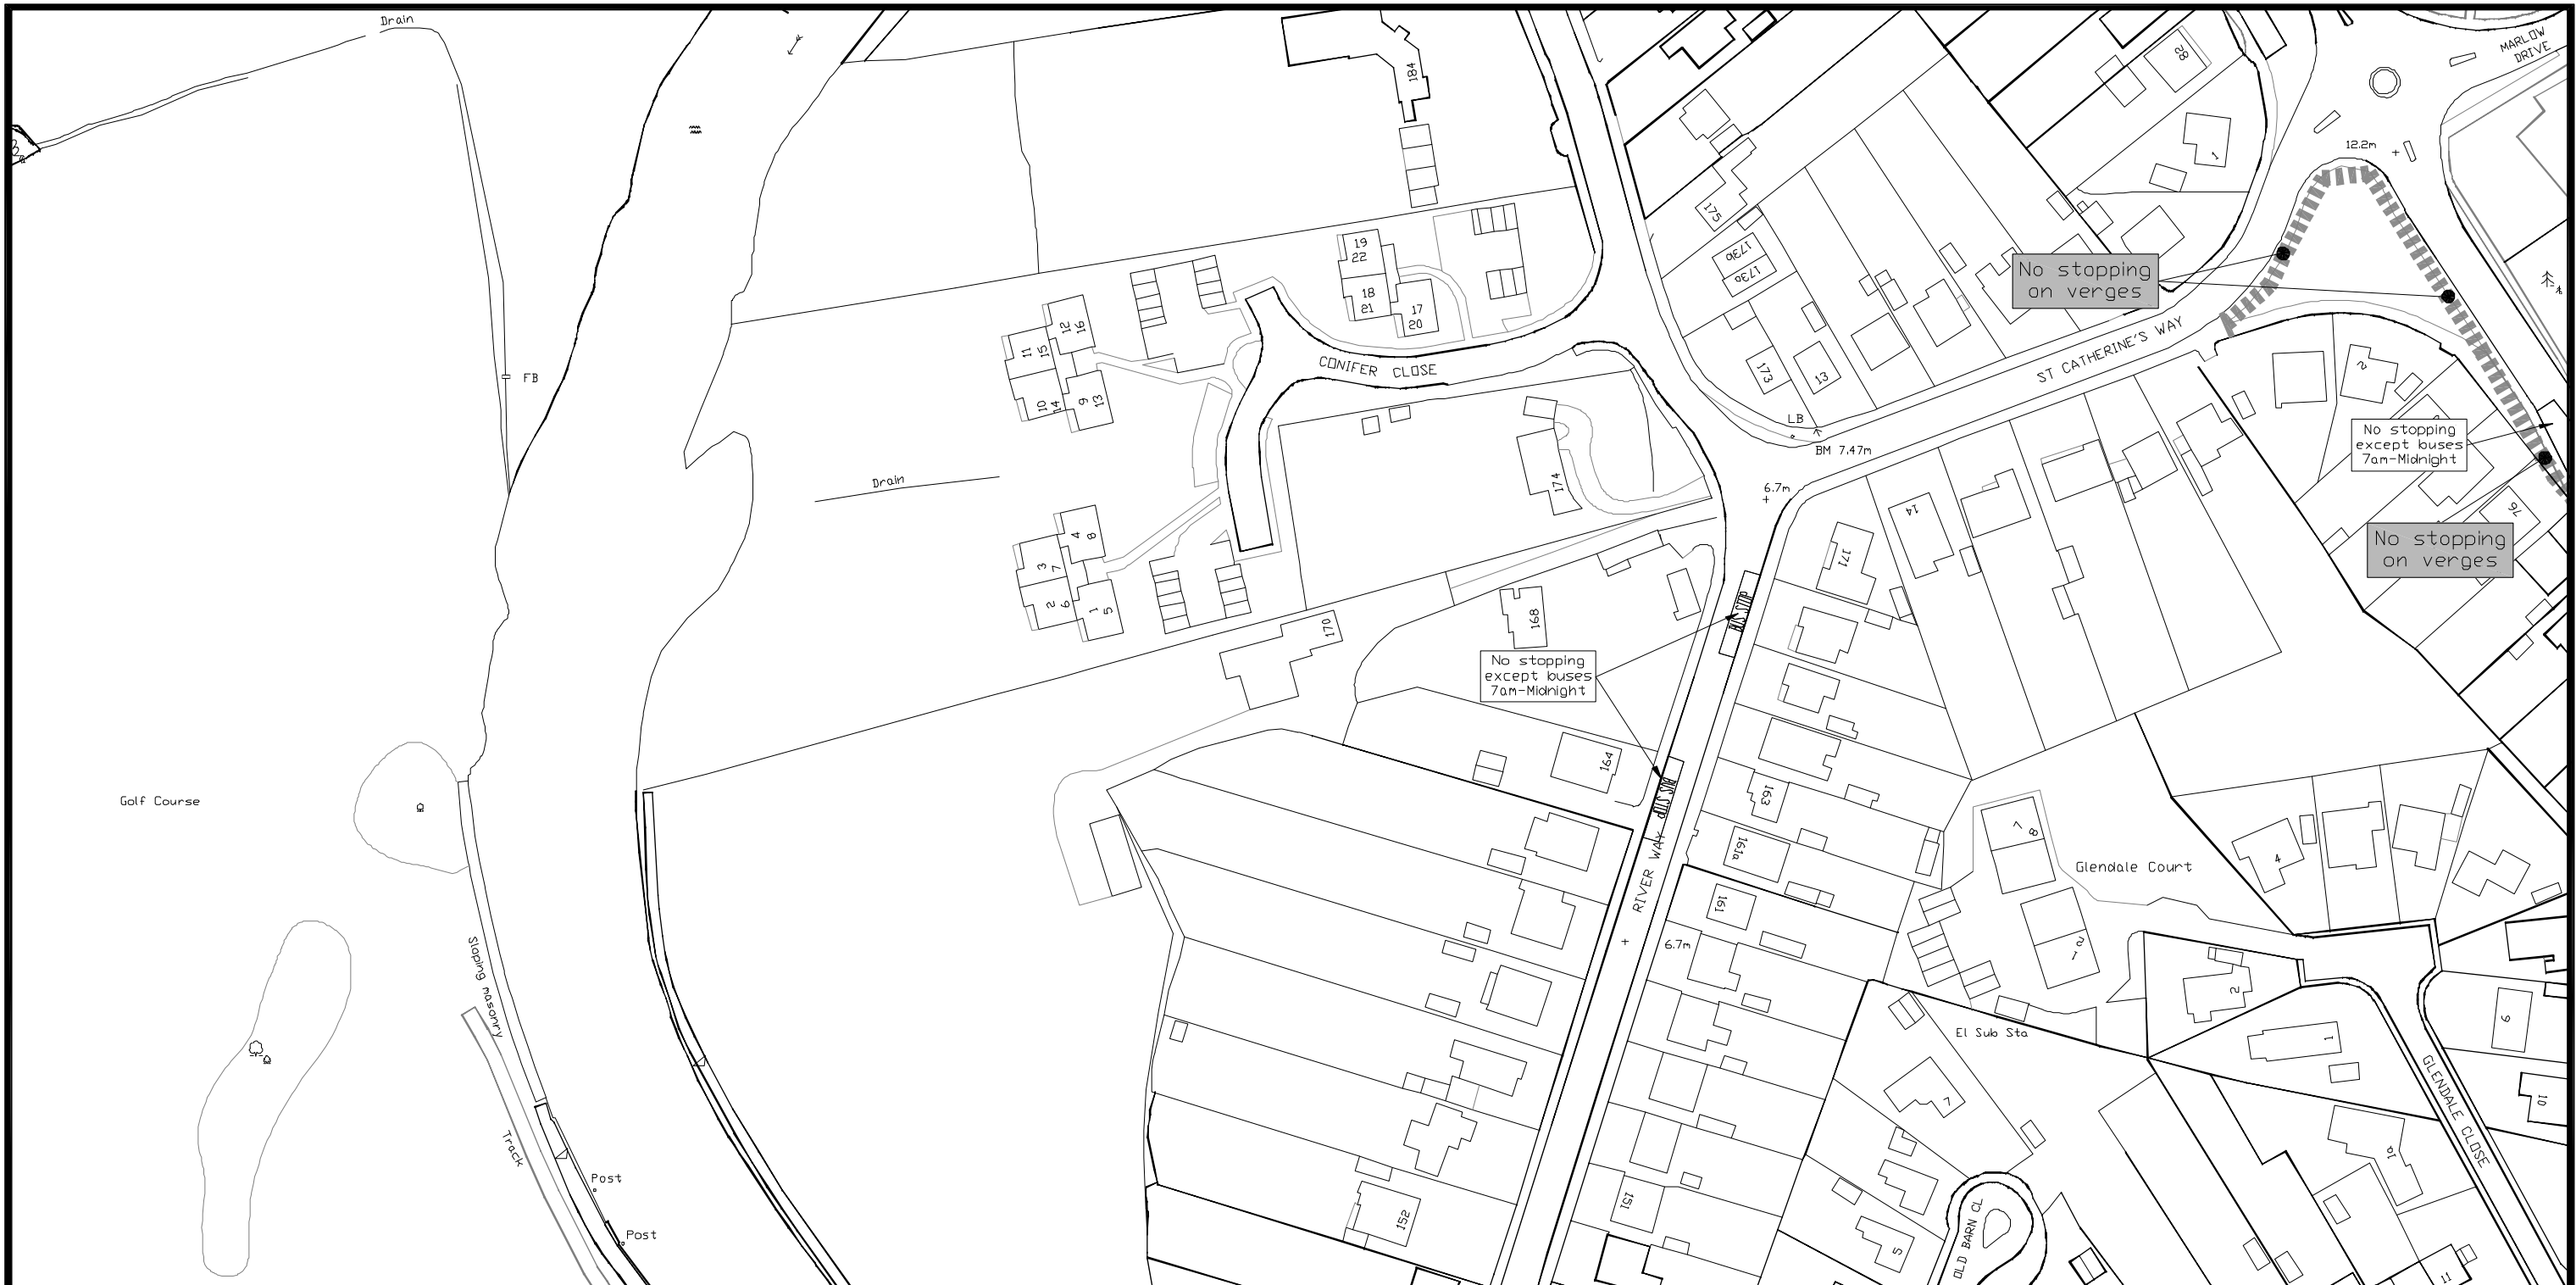 Drain
184
MARLOW
DRIVE
82
1
12.2m
175
173b
173a
19
22
18
21
17
20
No stopping
on verges
12
16
11
15
10
14
9
13
FB
CONIFER CLOSE
173
13
ST CATHERINE'S WAY
2
LB
BM 7.47m
No stopping
except buses
7am-Midnight
Drain
174
6.7m
14
76
No stopping
on verges
4
8
3
7
2
6
1
5
171
168
170
BUS STOP
No stopping
except buses
7am-Midnight
164
BUS STOP
163
161a
Golf Course
RIVER WAY
7
8
Glendale Court
4
161
6.7m
2
1
Sloping masonry
2
El Sub Sta
1
9
GLENDALE CLOSE
10
7
Track
1a
Post
151
152
Post
OLD BARN CL
5
11